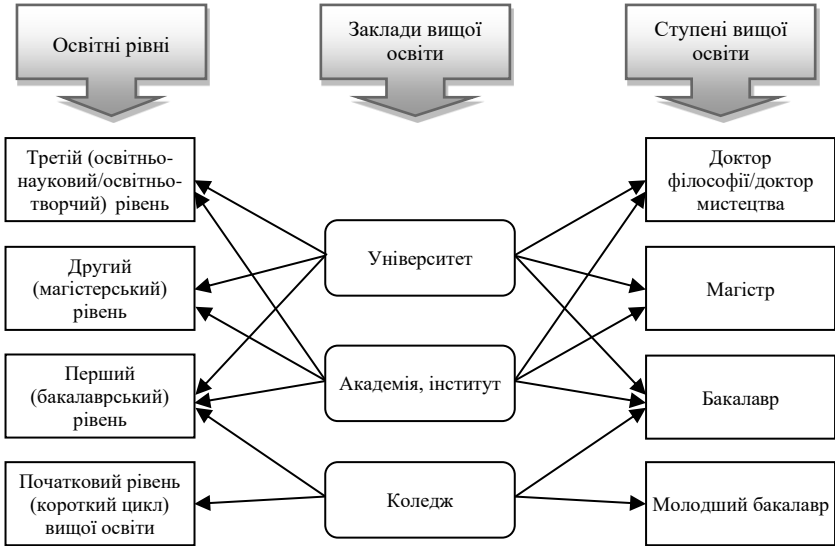 Освітні рівні
Заклади вищої
освіти
Ступені вищої
освіти
Третій (освітньо-
науковий/освітньо-
творчий) рівень
Доктор
філософії/доктор
мистецтва
Університет
Другий
(магістерський)
рівень
Магістр
Перший
(бакалаврський)
рівень
Академія, інститут
Бакалавр
Початковий рівень
(короткий цикл)
вищої освіти
Коледж
Молодший бакалавр